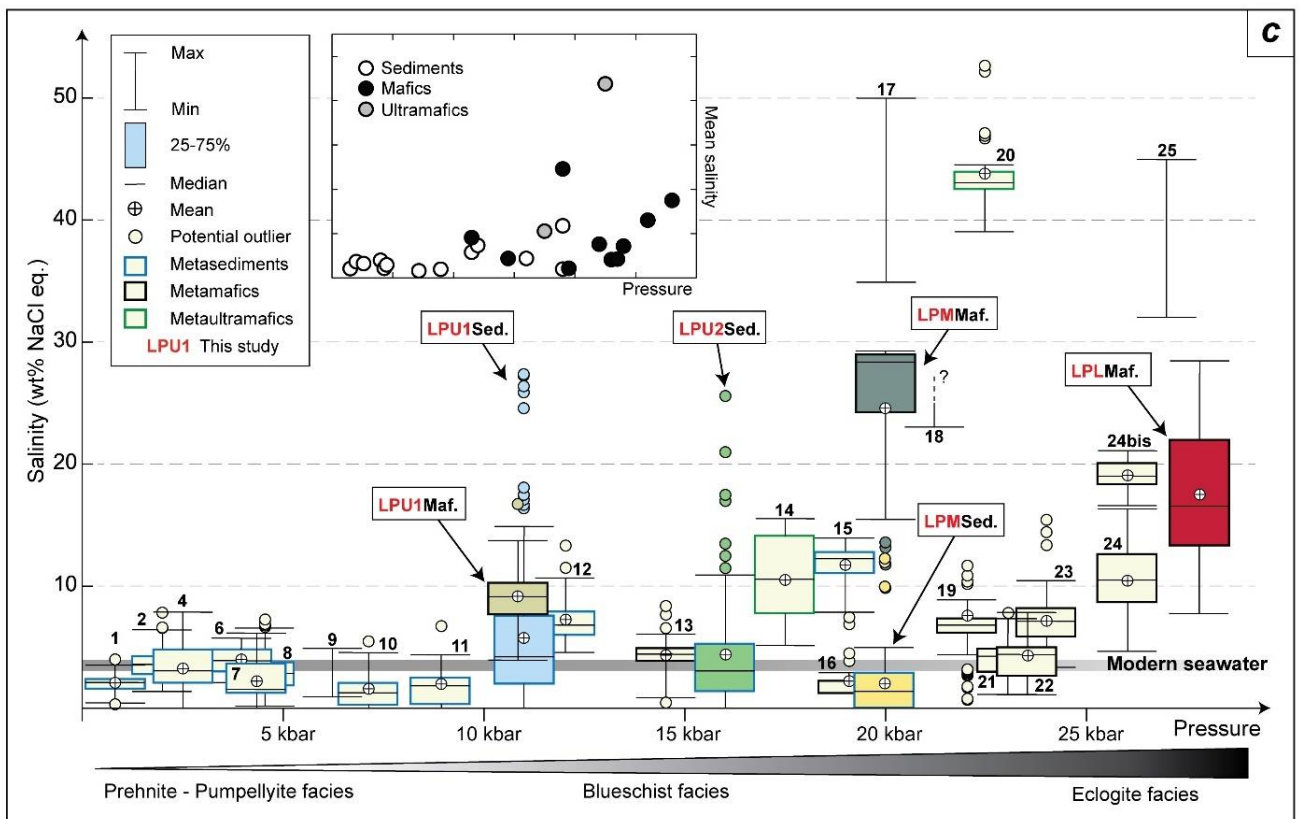 c
Max
Min
25-75%
Median
Mean
Potential outlier
Metasediments
Metamafics
Metaultramafics
LPU1 This study
Sediments
Mafics
Ultramafics
Mean salinity
Pressure
Salinity (wt% NaCl eq.)
50
40
30
20
10
17
20
25
LPU1Sed.
LPU2Sed.
LPMMaf.
LPLMaf.
?
18
24bis
LPU1Maf.
LPMSed.
14
15
12
13
16
19
23
24
1
2
4
6
7
8
9
10
11
21
22
Modern seawater
5 kbar
10 kbar
15 kbar
20 kbar
25 kbar
Pressure
Prehnite - Pumpellyite facies
Blueschist facies
Eclogite facies